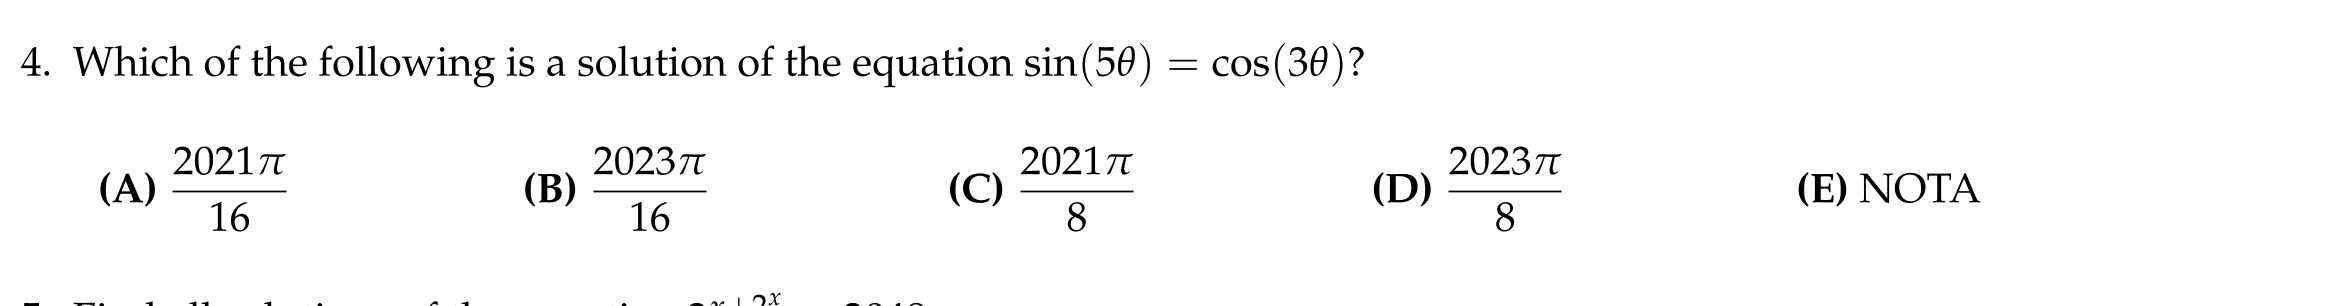 4. Which of the following is a solution of the equation sin(5θ) = cos(3θ)?
(A) 2021π/16 (B) 2023π/16 (C) 2021π/8 (D) 2023π/8 (E) NOTA